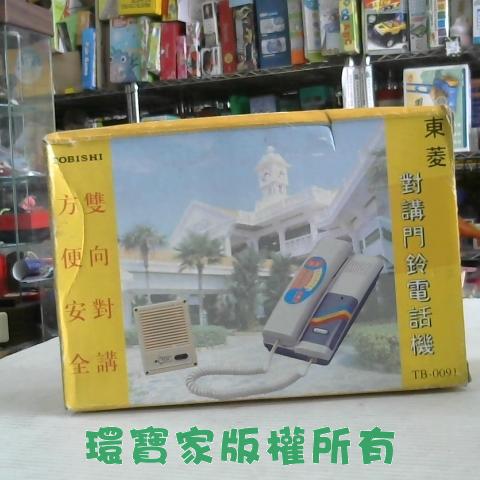 TOBISHI
東菱
對講門鈴電話機
TB-0091
雙向對講
方便安全
環寶家版權所有